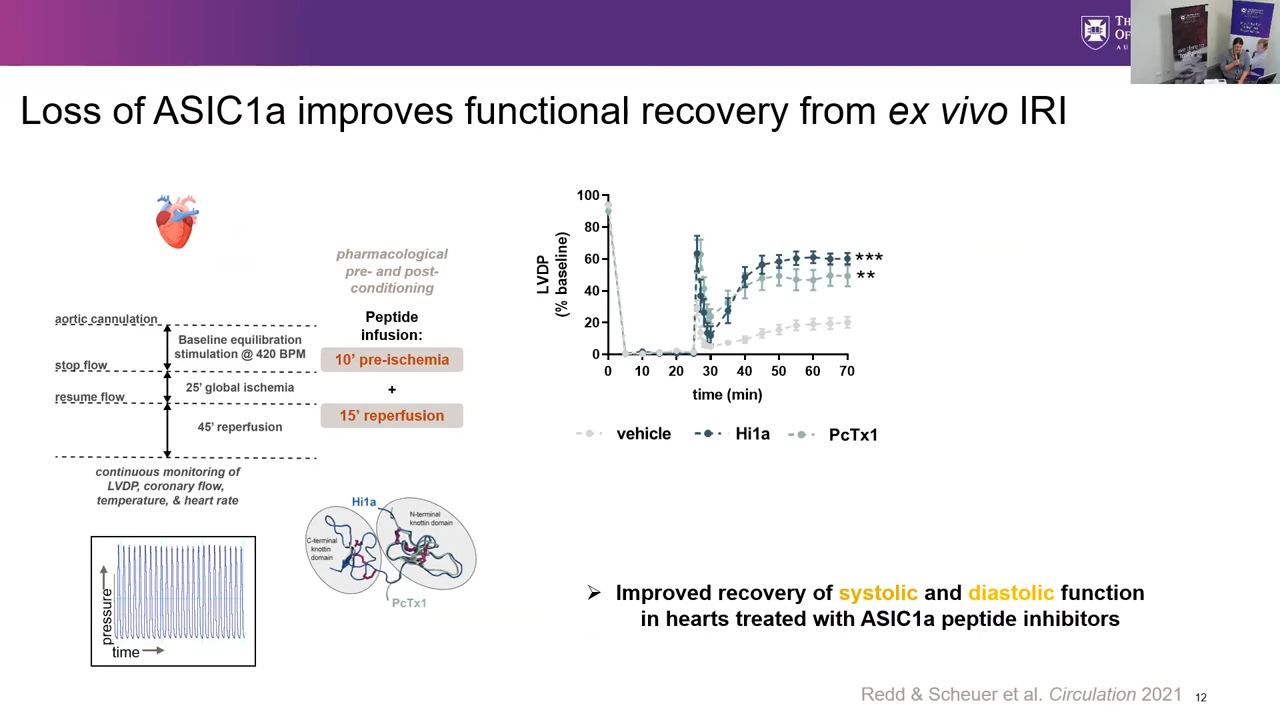 Loss of ASIC1a improves functional recovery from ex vivo IRI
aortic cannulation
Baseline equilibration
stimulation @ 420 BPM
stop flow
25’ global ischemia
resume flow
45’ reperfusion
continuous monitoring of
LVDP, coronary flow,
temperature, & heart rate
pharmacological
pre- and post-
conditioning
Peptide
infusion:
10’ pre-ischemia
+
15’ reperfusion
pressure
time
Hi1a
N-terminal
knottin domain
C-terminal
knottin
domain
PcTx1
LVDP
(% baseline)
100
80
60
40
20
0
***
**
0 10 20 30 40 50 60 70
time (min)
vehicle Hi1a PcTx1
➢ Improved recovery of systolic and diastolic function
in hearts treated with ASIC1a peptide inhibitors
Redd & Scheuer et al. Circulation 2021
12